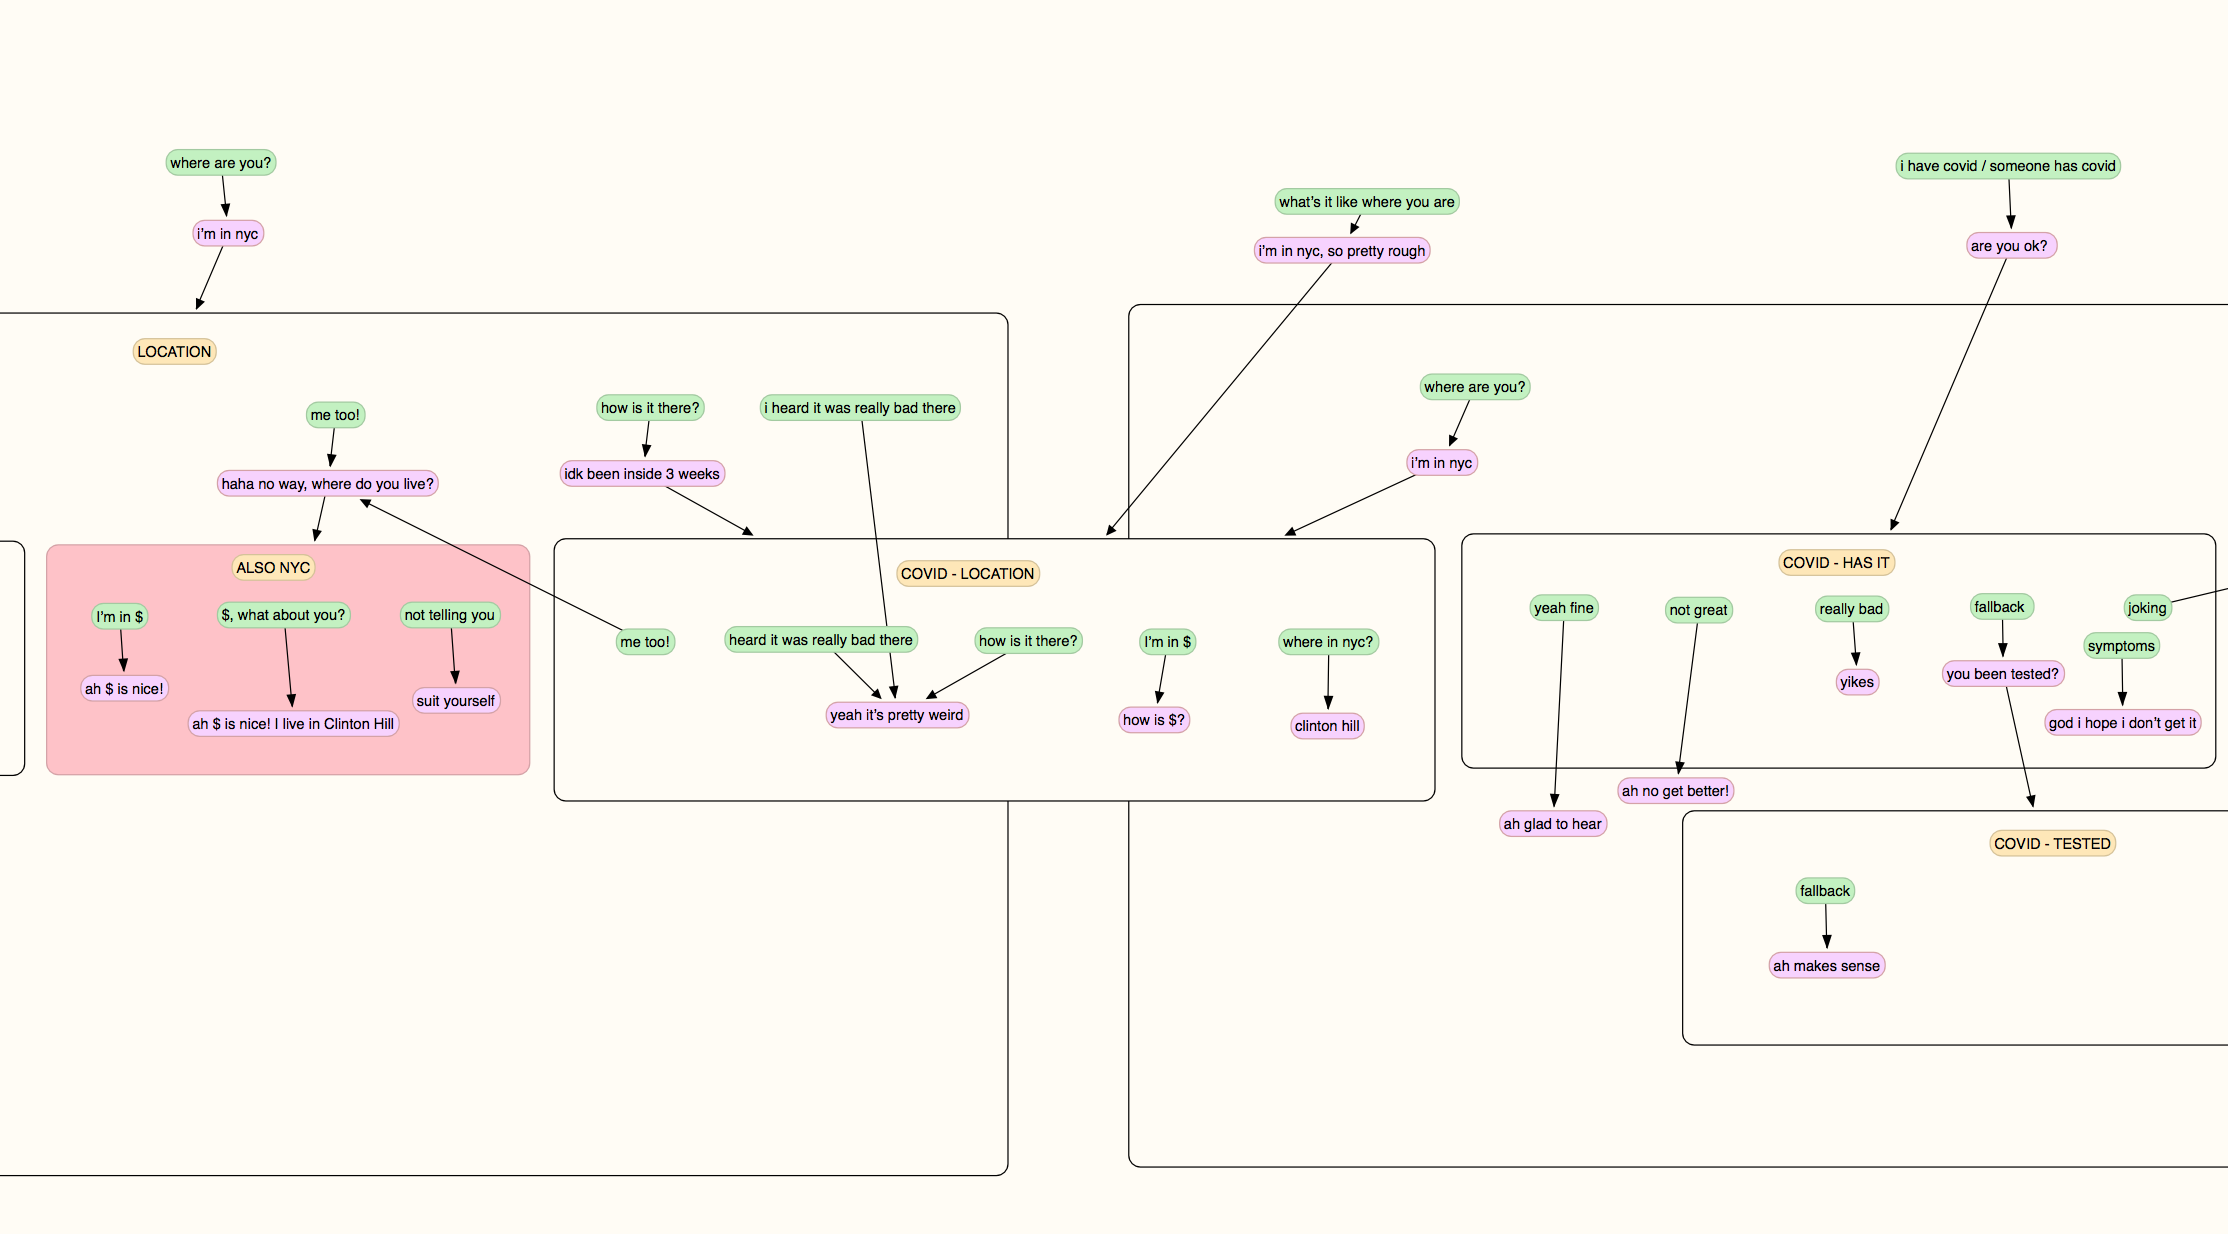 where are you?
i'm in nyc
what's it like where you are
i'm in nyc, so pretty rough
i have covid / someone has covid
are you ok?
LOCATION
me too!
haha no way, where do you live?
how is it there?
idk been inside 3 weeks
i heard it was really bad there
where are you?
i'm in nyc
ALSO NYC
I'm in $
ah $ is nice!
$, what about you?
ah $ is nice! I live in Clinton Hill
not telling you
suit yourself
COVID - LOCATION
me too!
heard it was really bad there
how is it there?
yeah it's pretty weird
I'm in $
how is $?
where in nyc?
clinton hill
COVID - HAS IT
yeah fine
ah glad to hear
not great
ah no get better!
really bad
yikes
fallback
you been tested?
joking
symptoms
god i hope i don't get it
COVID - TESTED
fallback
ah makes sense